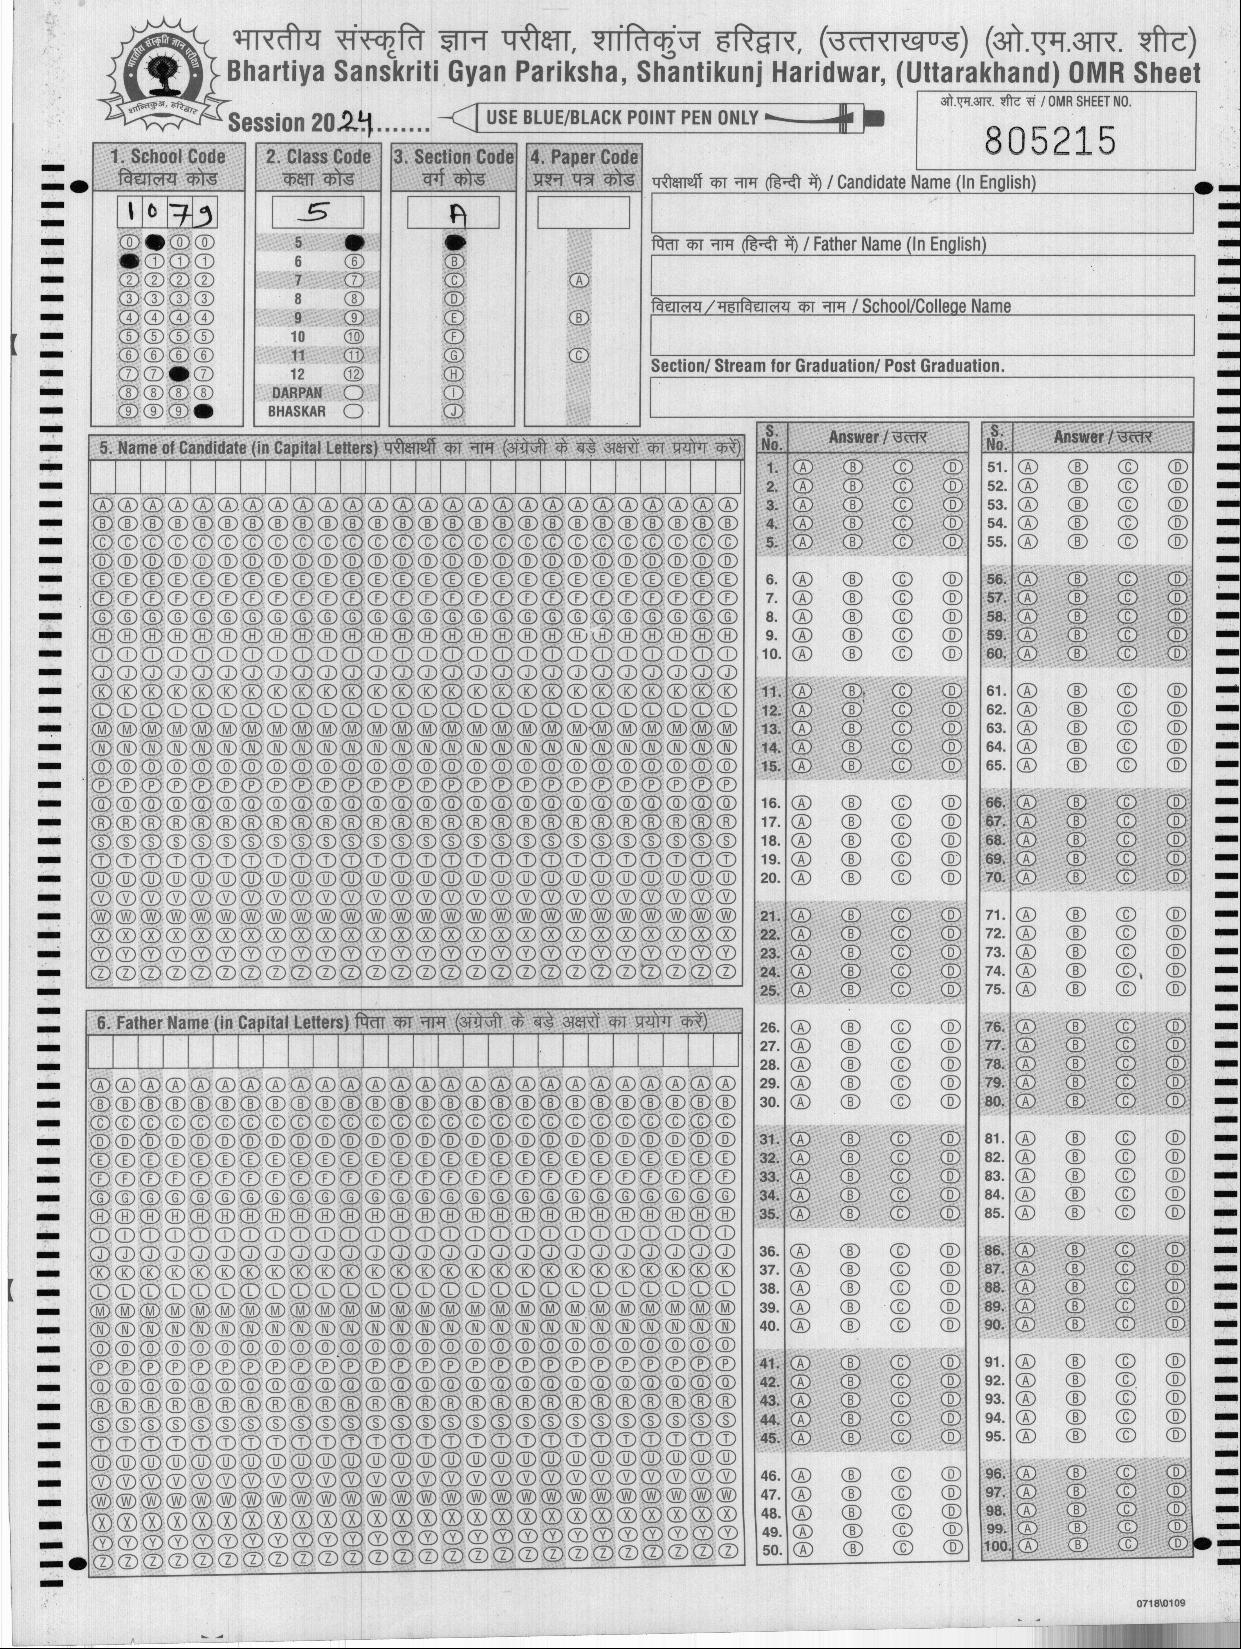 भारतीय संस्कृति ज्ञान परीक्षा, शांतिकुंज हरिद्वार, (उत्तराखण्ड) (ओ.एम.आर. शीट)
Bhartiya Sanskriti Gyan Pariksha, Shantikunj Haridwar, (Uttarakhand) OMR Sheet
Session 2024........
USE BLUE/BLACK POINT PEN ONLY
ओ.एम.आर. शीट सं / OMR SHEET NO.
805215
1. School Code
विद्यालय कोड
1 0 7 9
0 0 0
1 1 1
2 2 2 2
3 3 3 3
4 4 4 4
5 5 5 5
6 6 6 6
7 7 7
8 8 8 8
9 9 9
2. Class Code
कक्षा कोड
5
5
6 6
7 7
8 8
9 9
10 10
11 11
12 12
DARPAN
BHASKAR
3. Section Code
वर्ग कोड
A
B
C
D
E
F
G
H
I
J
4. Paper Code
प्रश्न पत्र कोड
A
B
C
परीक्षार्थी का नाम (हिन्दी में) / Candidate Name (In English)
पिता का नाम (हिन्दी में) / Father Name (In English)
विद्यालय / महाविद्यालय का नाम / School/College Name
Section/ Stream for Graduation/ Post Graduation.
5. Name of Candidate (in Capital Letters) परीक्षार्थी का नाम (अंग्रेजी के बड़े अक्षरों का प्रयोग करें)
6. Father Name (in Capital Letters) पिता का नाम (अंग्रेजी के बड़े अक्षरों का प्रयोग करें)
S. No. Answer / उत्तर
1. A B C D
2. A B C D
3. A B C D
4. A B C D
5. A B C D
6. A B C D
7. A B C D
8. A B C D
9. A B C D
10. A B C D
11. A B C D
12. A B C D
13. A B C D
14. A B C D
15. A B C D
16. A B C D
17. A B C D
18. A B C D
19. A B C D
20. A B C D
21. A B C D
22. A B C D
23. A B C D
24. A B C D
25. A B C D
26. A B C D
27. A B C D
28. A B C D
29. A B C D
30. A B C D
31. A B C D
32. A B C D
33. A B C D
34. A B C D
35. A B C D
36. A B C D
37. A B C D
38. A B C D
39. A B C D
40. A B C D
41. A B C D
42. A B C D
43. A B C D
44. A B C D
45. A B C D
46. A B C D
47. A B C D
48. A B C D
49. A B C D
50. A B C D
S. No. Answer / उत्तर
51. A B C D
52. A B C D
53. A B C D
54. A B C D
55. A B C D
56. A B C D
57. A B C D
58. A B C D
59. A B C D
60. A B C D
61. A B C D
62. A B C D
63. A B C D
64. A B C D
65. A B C D
66. A B C D
67. A B C D
68. A B C D
69. A B C D
70. A B C D
71. A B C D
72. A B C D
73. A B C D
74. A B C D
75. A B C D
76. A B C D
77. A B C D
78. A B C D
79. A B C D
80. A B C D
81. A B C D
82. A B C D
83. A B C D
84. A B C D
85. A B C D
86. A B C D
87. A B C D
88. A B C D
89. A B C D
90. A B C D
91. A B C D
92. A B C D
93. A B C D
94. A B C D
95. A B C D
96. A B C D
97. A B C D
98. A B C D
99. A B C D
100. A B C D
0718\0109